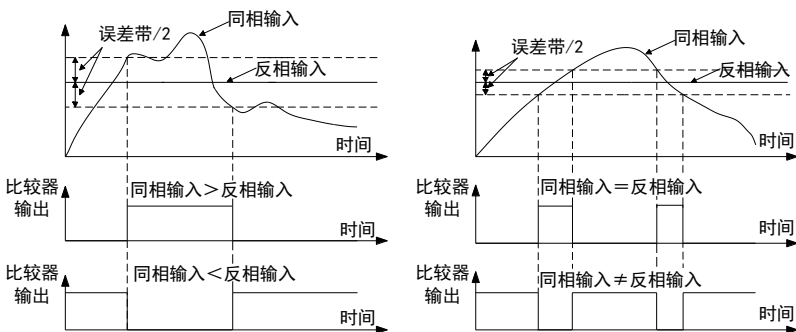 误差带/2
同相输入
反相输入
时间
比较器
输出
同相输入>反相输入
时间
比较器
输出
同相输入<反相输入
时间
误差带/2
同相输入
反相输入
时间
比较器
输出
同相输入=反相输入
时间
比较器
输出
同相输入≠反相输入
时间